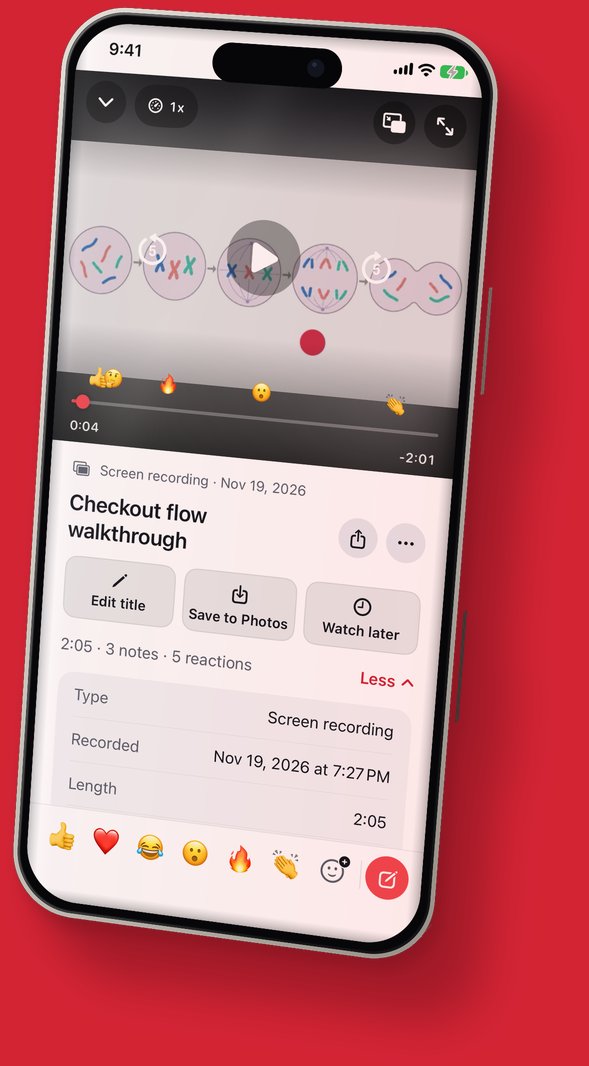 9:41
1x
5
5
0:04
-2:01
Screen recording · Nov 19, 2026
Checkout flow
walkthrough
Edit title
Save to Photos
Watch later
2:05 · 3 notes · 5 reactions
Less
Type
Screen recording
Recorded
Nov 19, 2026 at 7:27 PM
Length
2:05